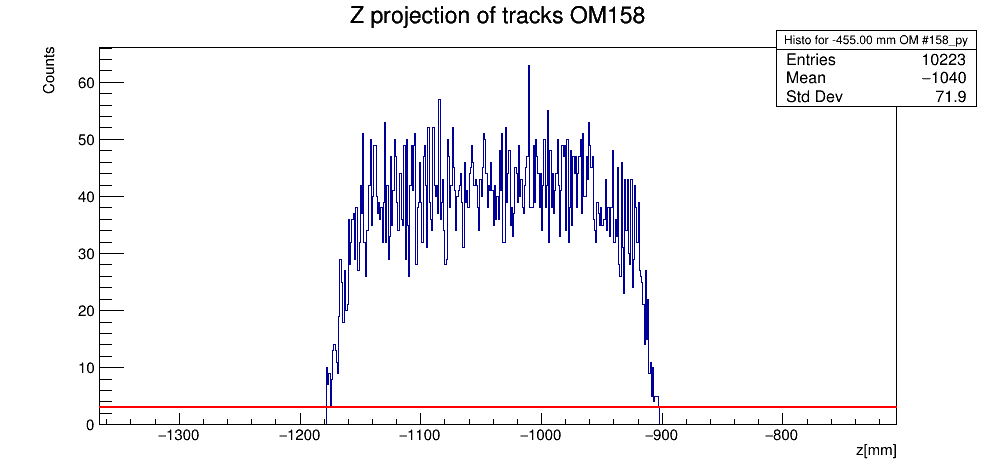 Z projection of tracks OM158
Histo for -455.00 mm OM #158_py
Entries 10223
Mean −1040
Std Dev 71.9
Counts
60
50
40
30
20
10
0
−1300 −1200 −1100 −1000 −900 −800
z[mm]